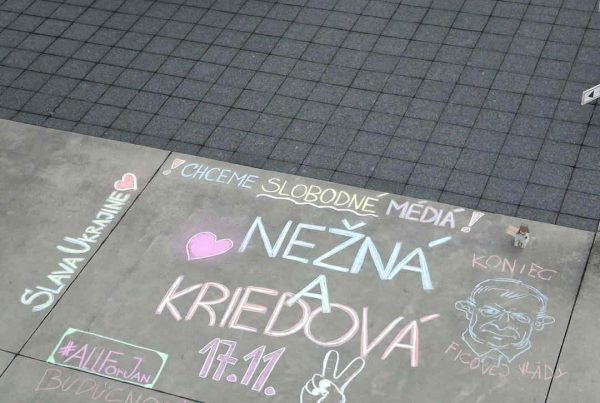 ! CHCEME SLOBODNÉ MÉDIÁ!
SLAVA UKRAJINE
NEŽNÁ
A
KRIEDOVÁ
17.11.
KONIEC
FICOVEJ VLÁDY
#ALLFORJAN